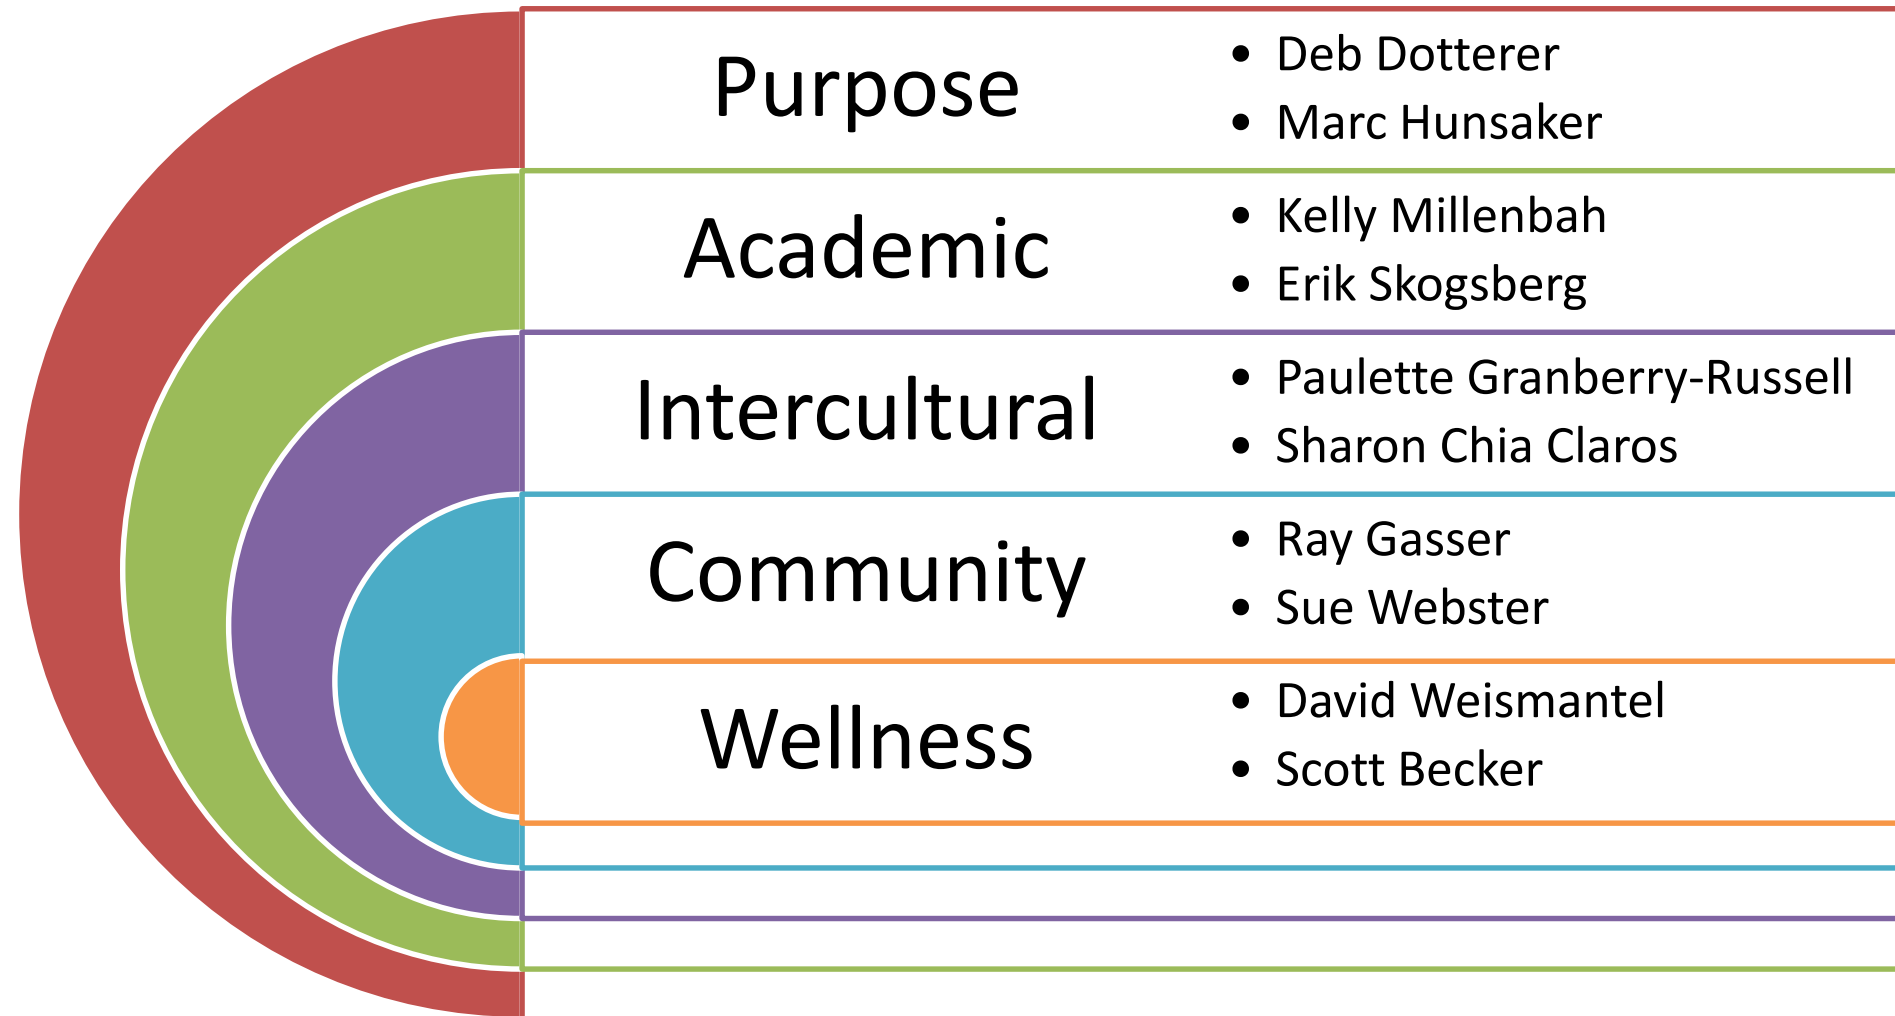 Purpose
• Deb Dotterer
• Marc Hunsaker
Academic
• Kelly Millenbah
• Erik Skogsberg
Intercultural
• Paulette Granberry-Russell
• Sharon Chia Claros
Community
• Ray Gasser
• Sue Webster
Wellness
• David Weismantel
• Scott Becker